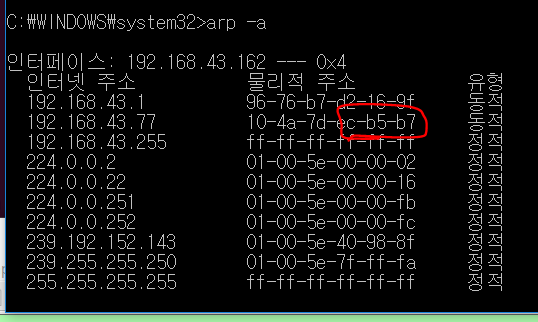 C:\WINDOWS\system32>arp -a
인터페이스: 192.168.43.162 --- 0x4
인터넷 주소 물리적 주소 유형
192.168.43.1 96-76-b7-d2-16-9f 동적
192.168.43.77 10-4a-7d-ec-b5-b7 동적
192.168.43.255 ff-ff-ff-ff-ff-ff 정적
224.0.0.2 01-00-5e-00-00-02 정적
224.0.0.22 01-00-5e-00-00-16 정적
224.0.0.251 01-00-5e-00-00-fb 정적
224.0.0.252 01-00-5e-00-00-fc 정적
239.192.152.143 01-00-5e-40-98-8f 정적
239.255.255.250 01-00-5e-7f-ff-fa 정적
255.255.255.255 ff-ff-ff-ff-ff-ff 정적